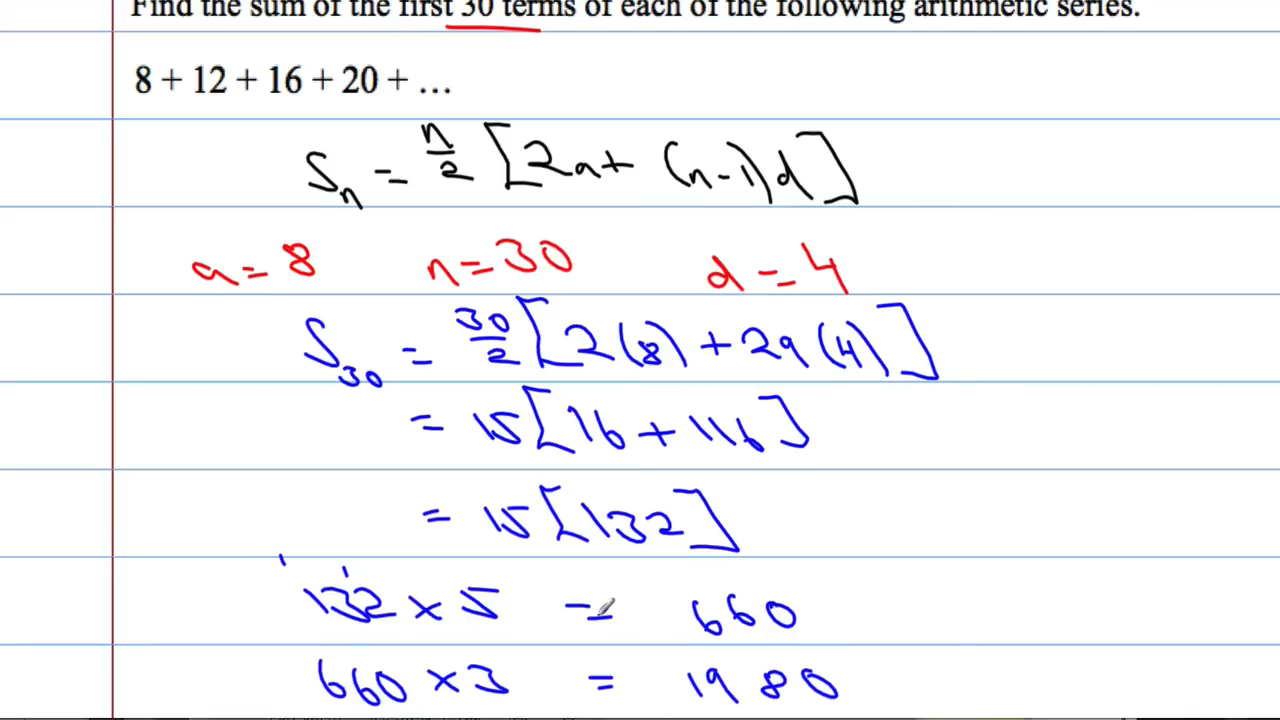 Find the sum of the first 30 terms of each of the following arithmetic series.
8 + 12 + 16 + 20 + …
Sₙ = n/2 [2a + (n-1)d]
a = 8 n = 30 d = 4
S₃₀ = 30/2 [2(8) + 29(4)]
= 15[16 + 116]
= 15[132]
132 × 5 = 660
660 × 3 = 1980